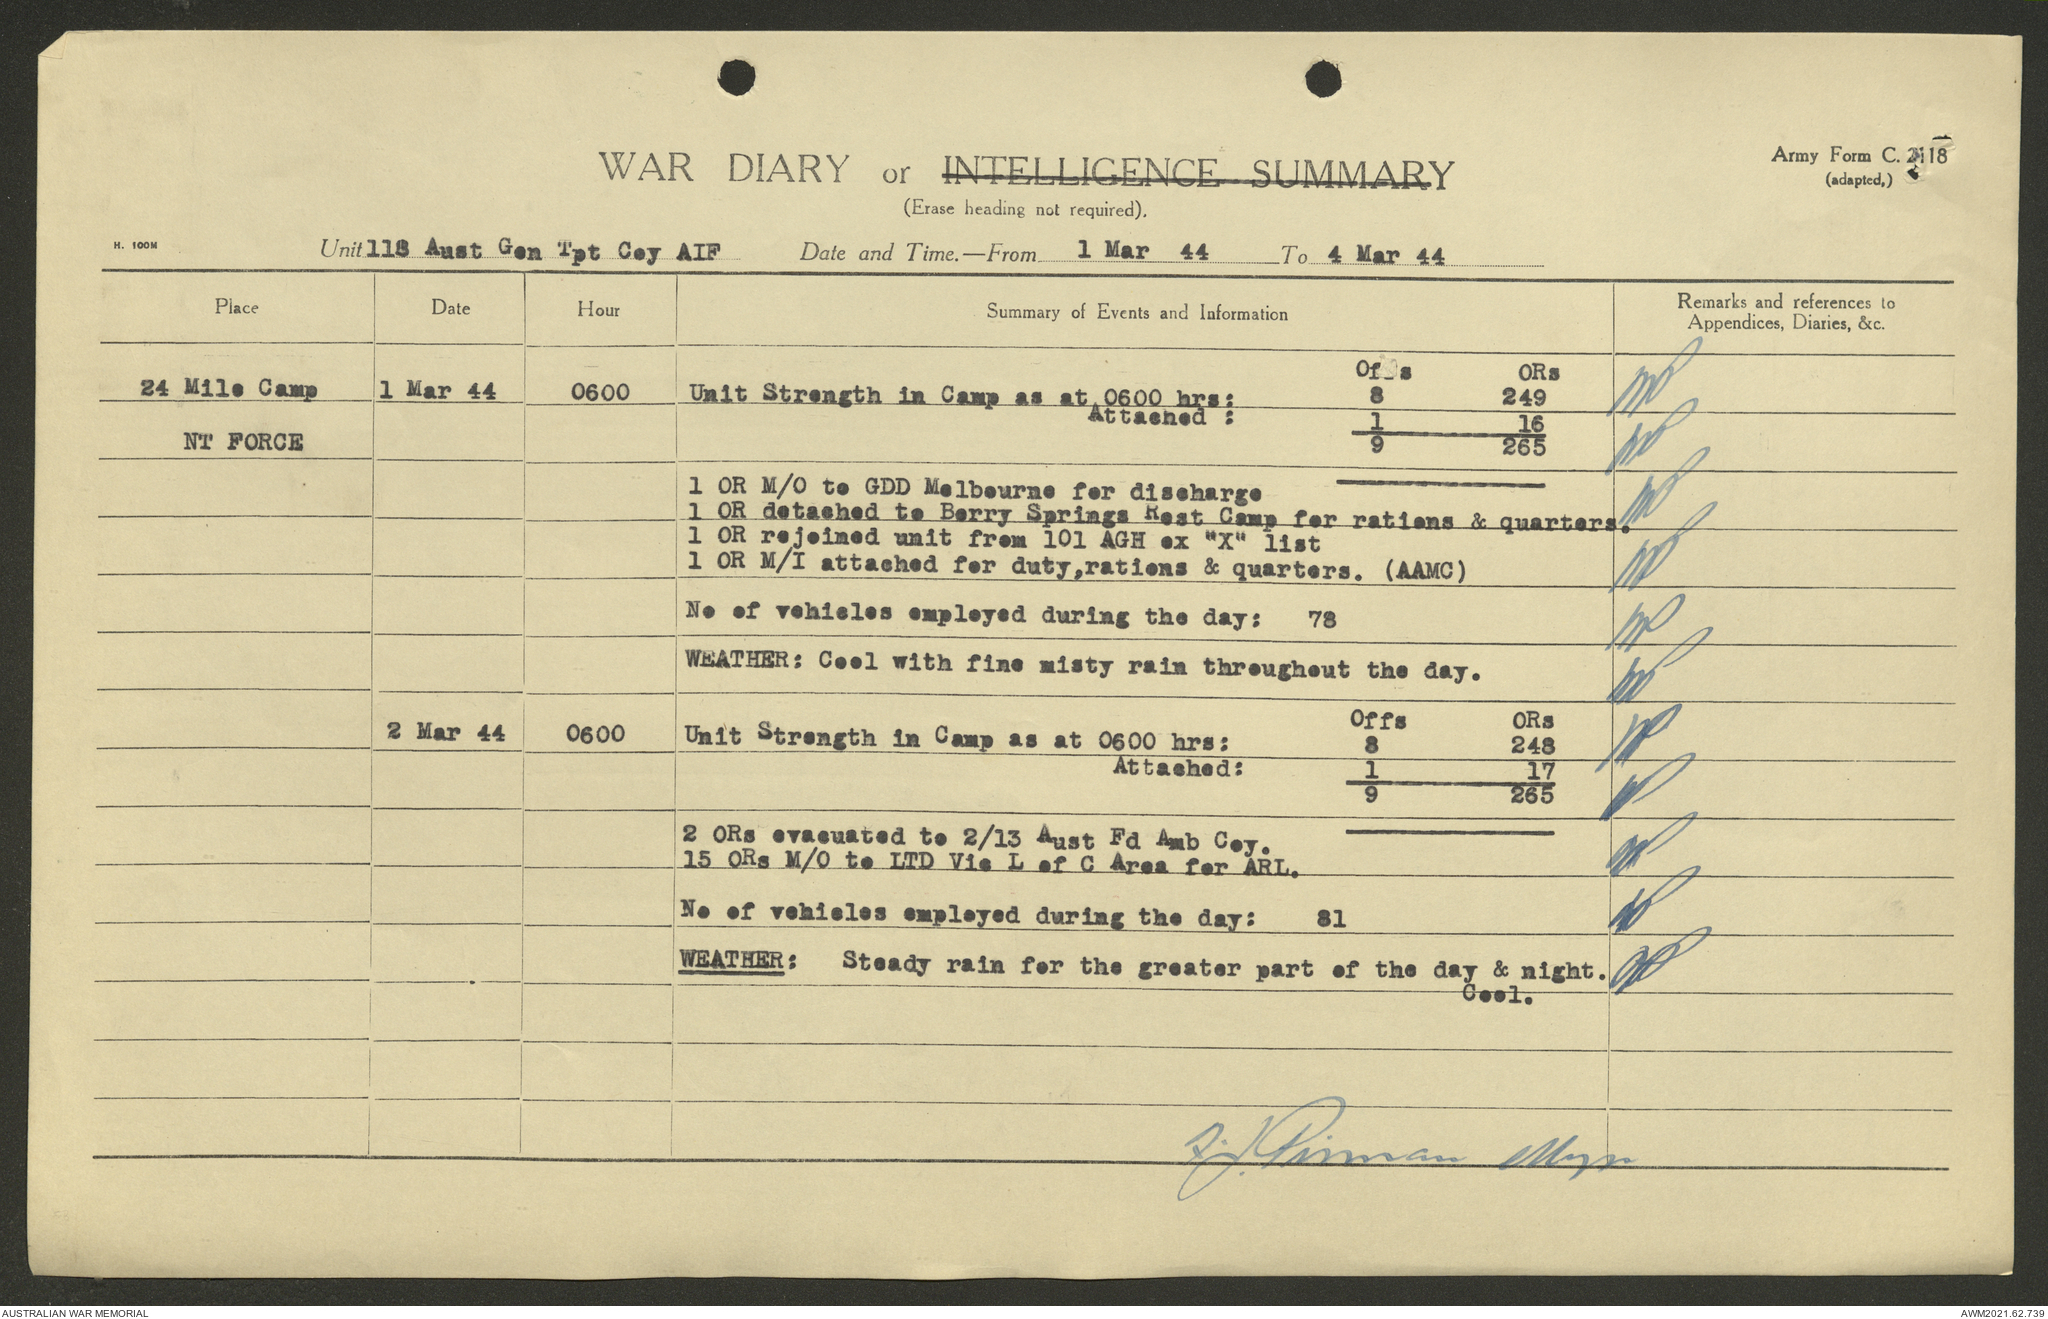 WAR DIARY or INTELLIGENCE SUMMARY
(Erase heading not required).
Army Form C. 2118
(adapted,)
H. 100M
Unit 118 Aust Gen Tpt Coy AIF Date and Time.—From 1 Mar 44 To 4 Mar 44
Place Date Hour Summary of Events and Information Remarks and references to
Appendices, Diaries, &c.
Offs ORs
24 Mile Camp 1 Mar 44 0600 Unit Strength in Camp as at 0600 hrs: 8 249
Attached : 1 16
NT FORCE 9 265
1 OR M/O to GDD Melbourne for discharge
1 OR detached to Berry Springs Rest Camp for rations & quarters.
1 OR rejoined unit from 101 AGH ex "X" list
1 OR M/I attached for duty,rations & quarters. (AAMC)
No of vehicles employed during the day: 78
WEATHER: Cool with fine misty rain throughout the day.
Offs ORs
2 Mar 44 0600 Unit Strength in Camp as at 0600 hrs: 8 248
Attached: 1 17
9 265
2 ORs evacuated to 2/13 Aust Fd Amb Coy.
15 ORs M/O to LTD Vic L of C Area for ARL.
No of vehicles employed during the day: 81
WEATHER: Steady rain for the greater part of the day & night.
Cool.
AUSTRALIAN WAR MEMORIAL
AWM2021.62.739